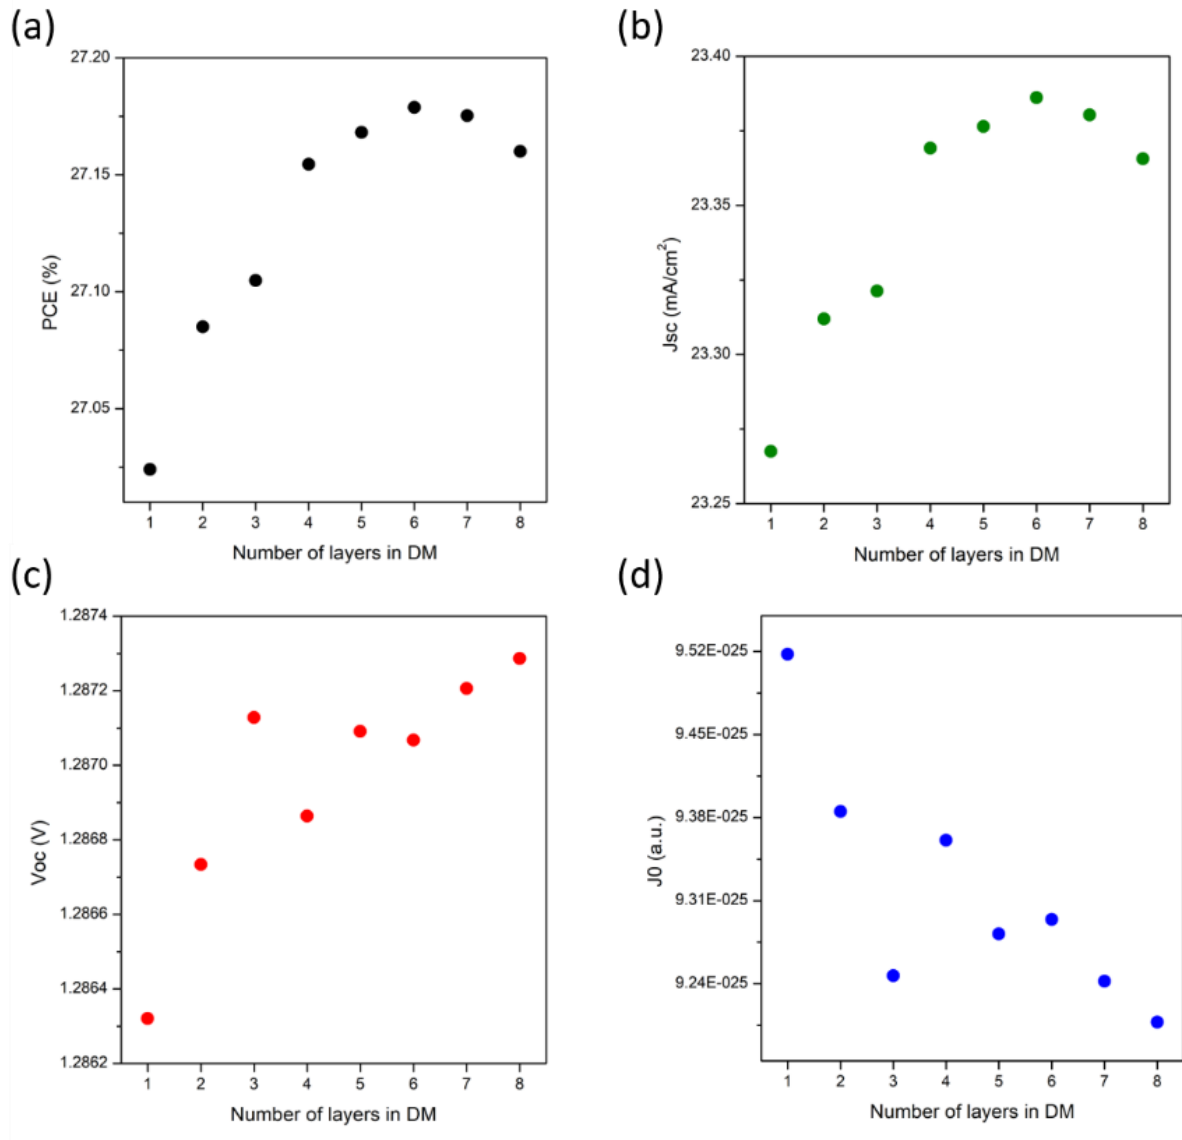 (a)
27.20
27.15
27.10
27.05
PCE (%)
1 2 3 4 5 6 7 8
Number of layers in DM
(b)
23.40
23.35
23.30
23.25
Jsc (mA/cm²)
1 2 3 4 5 6 7 8
Number of layers in DM
(c)
1.2874
1.2872
1.2870
1.2868
1.2866
1.2864
1.2862
Voc (V)
1 2 3 4 5 6 7 8
Number of layers in DM
(d)
9.52E-025
9.45E-025
9.38E-025
9.31E-025
9.24E-025
J0 (a.u.)
1 2 3 4 5 6 7 8
Number of layers in DM